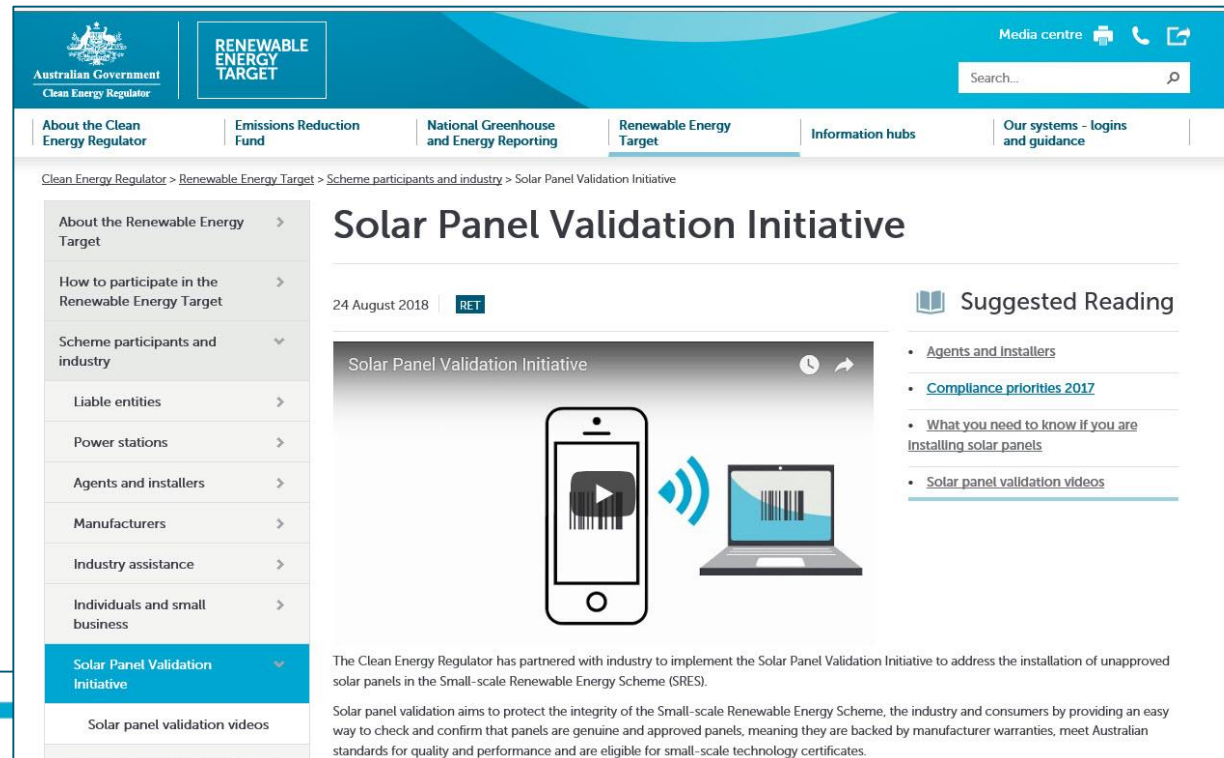 Australian Government
Clean Energy Regulator
RENEWABLE
ENERGY
TARGET
Media centre
Search...
About the Clean
Energy Regulator
Emissions Reduction
Fund
National Greenhouse
and Energy Reporting
Renewable Energy
Target
Information hubs
Our systems - logins
and guidance
Clean Energy Regulator > Renewable Energy Target > Scheme participants and industry > Solar Panel Validation Initiative
About the Renewable Energy
Target
How to participate in the
Renewable Energy Target
Scheme participants and
industry
Liable entities
Power stations
Agents and installers
Manufacturers
Industry assistance
Individuals and small
business
Solar Panel Validation
Initiative
Solar panel validation videos
Solar Panel Validation Initiative
24 August 2018 RET
Solar Panel Validation Initiative
The Clean Energy Regulator has partnered with industry to implement the Solar Panel Validation Initiative to address the installation of unapproved
solar panels in the Small-scale Renewable Energy Scheme (SRES).
Solar panel validation aims to protect the integrity of the Small-scale Renewable Energy Scheme, the industry and consumers by providing an easy
way to check and confirm that panels are genuine and approved panels, meaning they are backed by manufacturer warranties, meet Australian
standards for quality and performance and are eligible for small-scale technology certificates.
Suggested Reading
• Agents and installers
• Compliance priorities 2017
• What you need to know if you are
installing solar panels
• Solar panel validation videos